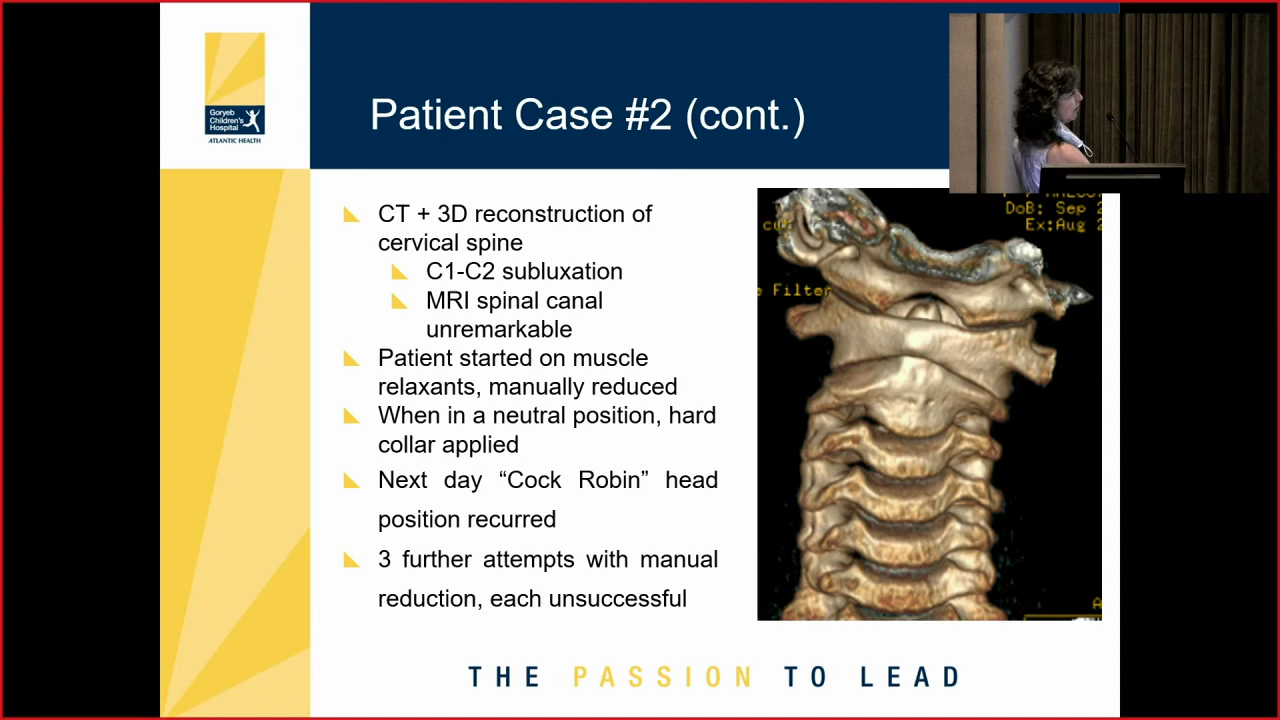 Goryeb
Children's
Hospital
ATLANTIC HEALTH
Patient Case #2 (cont.)
CT + 3D reconstruction of
cervical spine
C1-C2 subluxation
MRI spinal canal
unremarkable
Patient started on muscle
relaxants, manually reduced
When in a neutral position, hard
collar applied
Next day “Cock Robin” head
position recurred
3 further attempts with manual
reduction, each unsuccessful
DoB: Sep 2
Ex:Aug 2
e Filter
A
THE PASSION TO LEAD